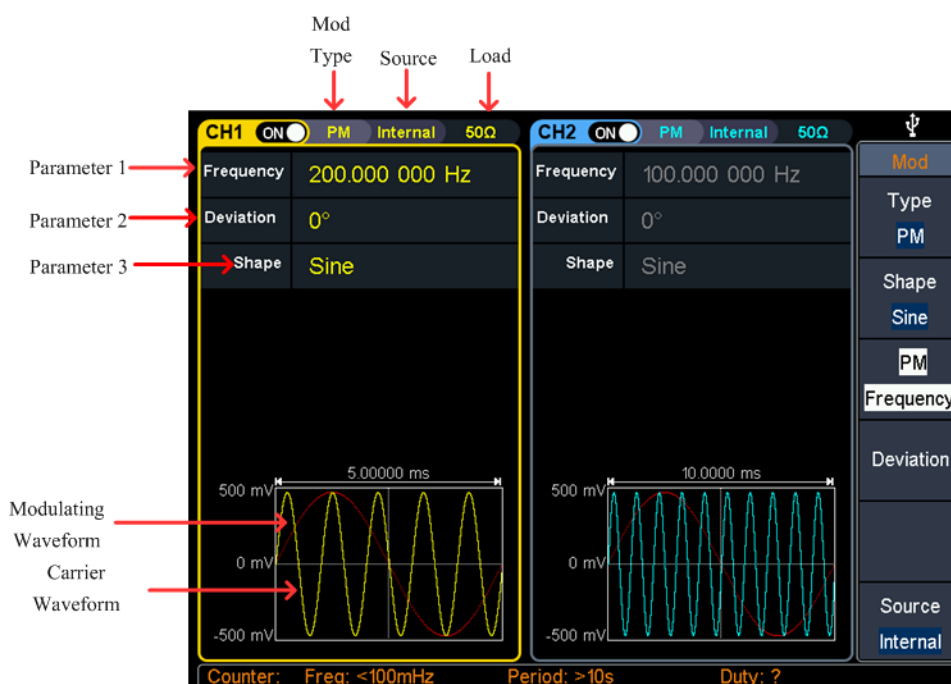 Mod
Type
Source
Load
CH1 ON PM Internal 50Ω
CH2 ON PM Internal 50Ω
Mod
Parameter 1
Frequency 200.000 000 Hz
Frequency 100.000 000 Hz
Type
PM
Parameter 2
Deviation 0°
Deviation 0°
Parameter 3
Shape Sine
Shape Sine
Shape
Sine
PM
Frequency
Deviation
5.00000 ms
10.0000 ms
500 mV
500 mV
Modulating
Waveform
0 mV
0 mV
Carrier
Waveform
-500 mV
-500 mV
Source
Internal
Counter: Freq: <100mHz Period: >10s Duty: ?